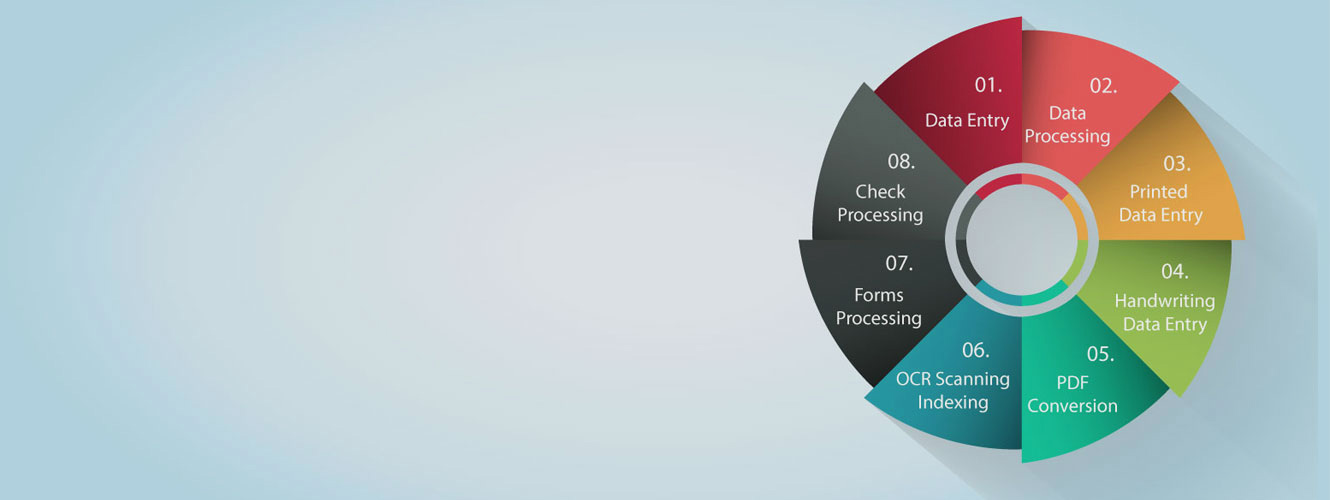 01.
Data Entry
02.
Data
Processing
03.
Printed
Data Entry
04.
Handwriting
Data Entry
05.
PDF
Conversion
06.
OCR Scanning
Indexing
07.
Forms
Processing
08.
Check
Processing